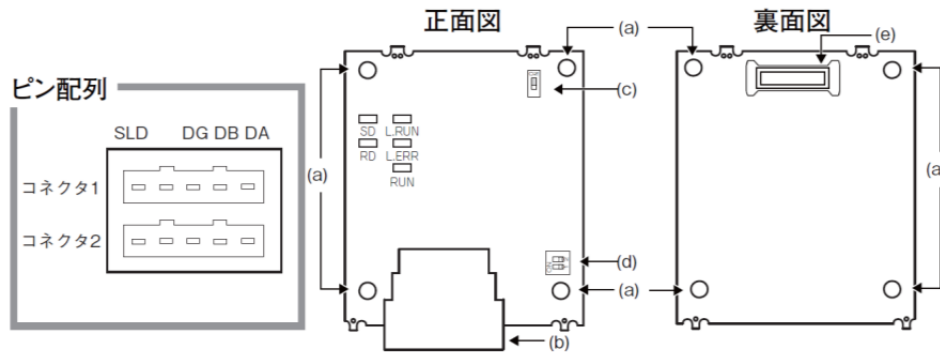 正面図
裏面図
(a)
(e)
(c)
ピン配列
SLD DG DB DA
コネクタ1
コネクタ2
SD L.RUN
RD L.ERR
RUN
(a)
(a
(d)
(a)
(b)